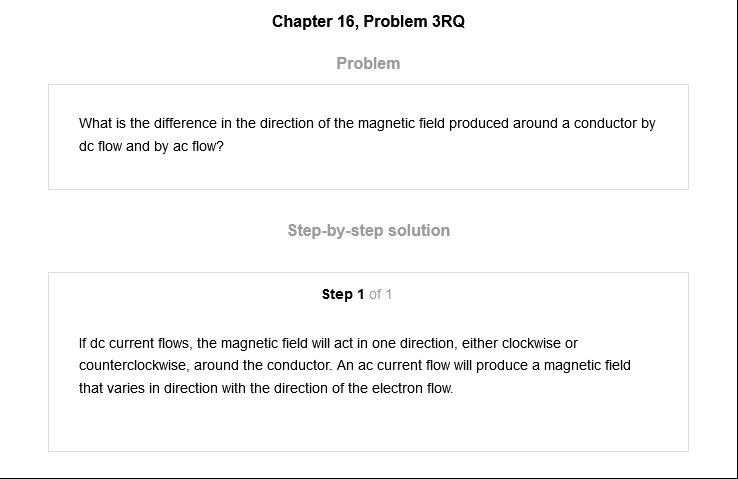 Chapter 16, Problem 3RQ
Problem
What is the difference in the direction of the magnetic field produced around a conductor by
dc flow and by ac flow?
Step-by-step solution
Step 1 of 1
If dc current flows, the magnetic field will act in one direction, either clockwise or
counterclockwise, around the conductor. An ac current flow will produce a magnetic field
that varies in direction with the direction of the electron flow.